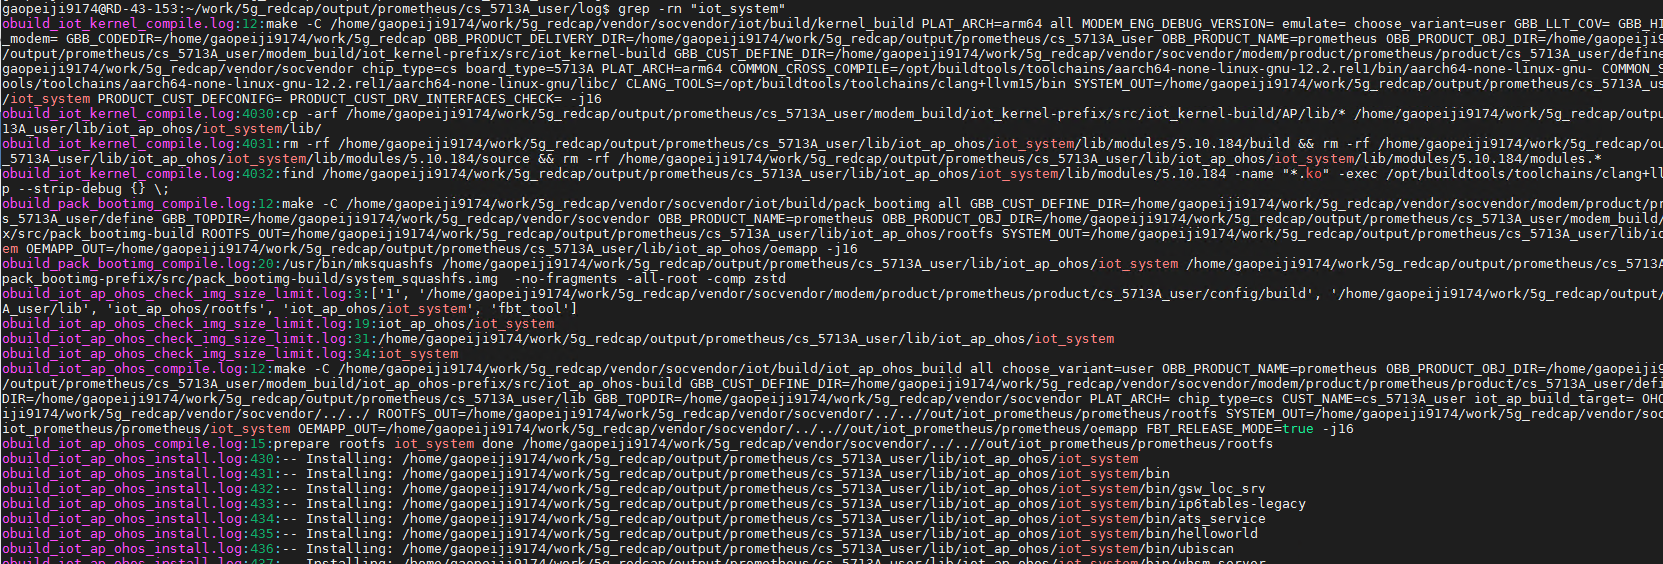 gaopeiji9174@RD-43-153:~/work/5g_redcap/output/prometheus/cs_5713A_user/log$ grep -rn "iot_system"
obuild_iot_kernel_compile.log:12:make -C /home/gaopeiji9174/work/5g_redcap/vendor/socvendor/iot/build/kernel_build PLAT_ARCH=arm64 all MODEM_ENG_DEBUG_VERSION= emulate= choose_variant=user GBB_LLT_COV= GBB_HI
_modem= GBB_CODEDIR=/home/gaopeiji9174/work/5g_redcap OBB_PRODUCT_DELIVERY_DIR=/home/gaopeiji9174/work/5g_redcap/output/prometheus/cs_5713A_user OBB_PRODUCT_NAME=prometheus OBB_PRODUCT_OBJ_DIR=/home/gaopeiji9
/output/prometheus/cs_5713A_user/modem_build/iot_kernel-prefix/src/iot_kernel-build GBB_CUST_DEFINE_DIR=/home/gaopeiji9174/work/5g_redcap/vendor/socvendor/modem/product/prometheus/product/cs_5713A_user/define
gaopeiji9174/work/5g_redcap/vendor/socvendor chip_type=cs board_type=5713A PLAT_ARCH=arm64 COMMON_CROSS_COMPILE=/opt/buildtools/toolchains/aarch64-none-linux-gnu-12.2.rel1/bin/aarch64-none-linux-gnu- COMMON_S
ools/toolchains/aarch64-none-linux-gnu-12.2.rel1/aarch64-none-linux-gnu/libc/ CLANG_TOOLS=/opt/buildtools/toolchains/clang+llvm15/bin SYSTEM_OUT=/home/gaopeiji9174/work/5g_redcap/output/prometheus/cs_5713A_us
/iot_system PRODUCT_CUST_DEFCONIFG= PRODUCT_CUST_DRV_INTERFACES_CHECK= -j16
obuild_iot_kernel_compile.log:4030:cp -arf /home/gaopeiji9174/work/5g_redcap/output/prometheus/cs_5713A_user/modem_build/iot_kernel-prefix/src/iot_kernel-build/AP/lib/* /home/gaopeiji9174/work/5g_redcap/output/prometheus/cs_57
13A_user/lib/iot_ap_ohos/iot_system/lib/
obuild_iot_kernel_compile.log:4031:rm -rf /home/gaopeiji9174/work/5g_redcap/output/prometheus/cs_5713A_user/lib/iot_ap_ohos/iot_system/lib/modules/5.10.184/build && rm -rf /home/gaopeiji9174/work/5g_redcap/ou
_5713A_user/lib/iot_ap_ohos/iot_system/lib/modules/5.10.184/source && rm -rf /home/gaopeiji9174/work/5g_redcap/output/prometheus/cs_5713A_user/lib/iot_ap_ohos/iot_system/lib/modules/5.10.184/modules.*
obuild_iot_kernel_compile.log:4032:find /home/gaopeiji9174/work/5g_redcap/output/prometheus/cs_5713A_user/lib/iot_ap_ohos/iot_system/lib/modules/5.10.184 -name "*.ko" -exec /opt/buildtools/toolchains/clang+ll
p --strip-debug {} \;
obuild_pack_bootimg_compile.log:12:make -C /home/gaopeiji9174/work/5g_redcap/vendor/socvendor/iot/build/pack_bootimg all GBB_CUST_DEFINE_DIR=/home/gaopeiji9174/work/5g_redcap/vendor/socvendor/modem/product/pr
s_5713A_user/define GBB_TOPDIR=/home/gaopeiji9174/work/5g_redcap/vendor/socvendor OBB_PRODUCT_NAME=prometheus OBB_PRODUCT_OBJ_DIR=/home/gaopeiji9174/work/5g_redcap/output/prometheus/cs_5713A_user/modem_build/
x/src/pack_bootimg-build ROOTFS_OUT=/home/gaopeiji9174/work/5g_redcap/output/prometheus/cs_5713A_user/lib/iot_ap_ohos/rootfs SYSTEM_OUT=/home/gaopeiji9174/work/5g_redcap/output/prometheus/cs_5713A_user/lib/io
em OEMAPP_OUT=/home/gaopeiji9174/work/5g_redcap/output/prometheus/cs_5713A_user/lib/iot_ap_ohos/oemapp -j16
obuild_pack_bootimg_compile.log:20:/usr/bin/mksquashfs /home/gaopeiji9174/work/5g_redcap/output/prometheus/cs_5713A_user/lib/iot_ap_ohos/iot_system /home/gaopeiji9174/work/5g_redcap/output/prometheus/cs_5713A
pack_bootimg-prefix/src/pack_bootimg-build/system_squashfs.img  -no-fragments -all-root -comp zstd
obuild_iot_ap_ohos_check_img_size_limit.log:3:['1', '/home/gaopeiji9174/work/5g_redcap/vendor/socvendor/modem/product/prometheus/product/cs_5713A_user/config/build', '/home/gaopeiji9174/work/5g_redcap/output/
A_user/lib', 'iot_ap_ohos/rootfs', 'iot_ap_ohos/iot_system', 'fbt_tool']
obuild_iot_ap_ohos_check_img_size_limit.log:19:iot_ap_ohos/iot_system
obuild_iot_ap_ohos_check_img_size_limit.log:31:/home/gaopeiji9174/work/5g_redcap/output/prometheus/cs_5713A_user/lib/iot_ap_ohos/iot_system
obuild_iot_ap_ohos_check_img_size_limit.log:34:iot_system
obuild_iot_ap_ohos_compile.log:12:make -C /home/gaopeiji9174/work/5g_redcap/vendor/socvendor/iot/build/iot_ap_ohos_build all choose_variant=user OBB_PRODUCT_NAME=prometheus OBB_PRODUCT_OBJ_DIR=/home/gaopeiji9
/output/prometheus/cs_5713A_user/modem_build/iot_ap_ohos-prefix/src/iot_ap_ohos-build GBB_CUST_DEFINE_DIR=/home/gaopeiji9174/work/5g_redcap/vendor/socvendor/modem/product/prometheus/product/cs_5713A_user/defi
DIR=/home/gaopeiji9174/work/5g_redcap/output/prometheus/cs_5713A_user/lib GBB_TOPDIR=/home/gaopeiji9174/work/5g_redcap/vendor/socvendor PLAT_ARCH= chip_type=cs CUST_NAME=cs_5713A_user iot_ap_build_target= OHO
iji9174/work/5g_redcap/vendor/socvendor/../../ ROOTFS_OUT=/home/gaopeiji9174/work/5g_redcap/vendor/socvendor/../..//out/iot_prometheus/prometheus/rootfs SYSTEM_OUT=/home/gaopeiji9174/work/5g_redcap/vendor/soc
iot_prometheus/prometheus/iot_system OEMAPP_OUT=/home/gaopeiji9174/work/5g_redcap/vendor/socvendor/../..//out/iot_prometheus/prometheus/oemapp FBT_RELEASE_MODE=true -j16
obuild_iot_ap_ohos_compile.log:15:prepare rootfs iot_system done /home/gaopeiji9174/work/5g_redcap/vendor/socvendor/../..//out/iot_prometheus/prometheus/rootfs
obuild_iot_ap_ohos_install.log:430:-- Installing: /home/gaopeiji9174/work/5g_redcap/output/prometheus/cs_5713A_user/lib/iot_ap_ohos/iot_system
obuild_iot_ap_ohos_install.log:431:-- Installing: /home/gaopeiji9174/work/5g_redcap/output/prometheus/cs_5713A_user/lib/iot_ap_ohos/iot_system/bin
obuild_iot_ap_ohos_install.log:432:-- Installing: /home/gaopeiji9174/work/5g_redcap/output/prometheus/cs_5713A_user/lib/iot_ap_ohos/iot_system/bin/gsw_loc_srv
obuild_iot_ap_ohos_install.log:433:-- Installing: /home/gaopeiji9174/work/5g_redcap/output/prometheus/cs_5713A_user/lib/iot_ap_ohos/iot_system/bin/ip6tables-legacy
obuild_iot_ap_ohos_install.log:434:-- Installing: /home/gaopeiji9174/work/5g_redcap/output/prometheus/cs_5713A_user/lib/iot_ap_ohos/iot_system/bin/ats_service
obuild_iot_ap_ohos_install.log:435:-- Installing: /home/gaopeiji9174/work/5g_redcap/output/prometheus/cs_5713A_user/lib/iot_ap_ohos/iot_system/bin/helloworld
obuild_iot_ap_ohos_install.log:436:-- Installing: /home/gaopeiji9174/work/5g_redcap/output/prometheus/cs_5713A_user/lib/iot_ap_ohos/iot_system/bin/ubiscan